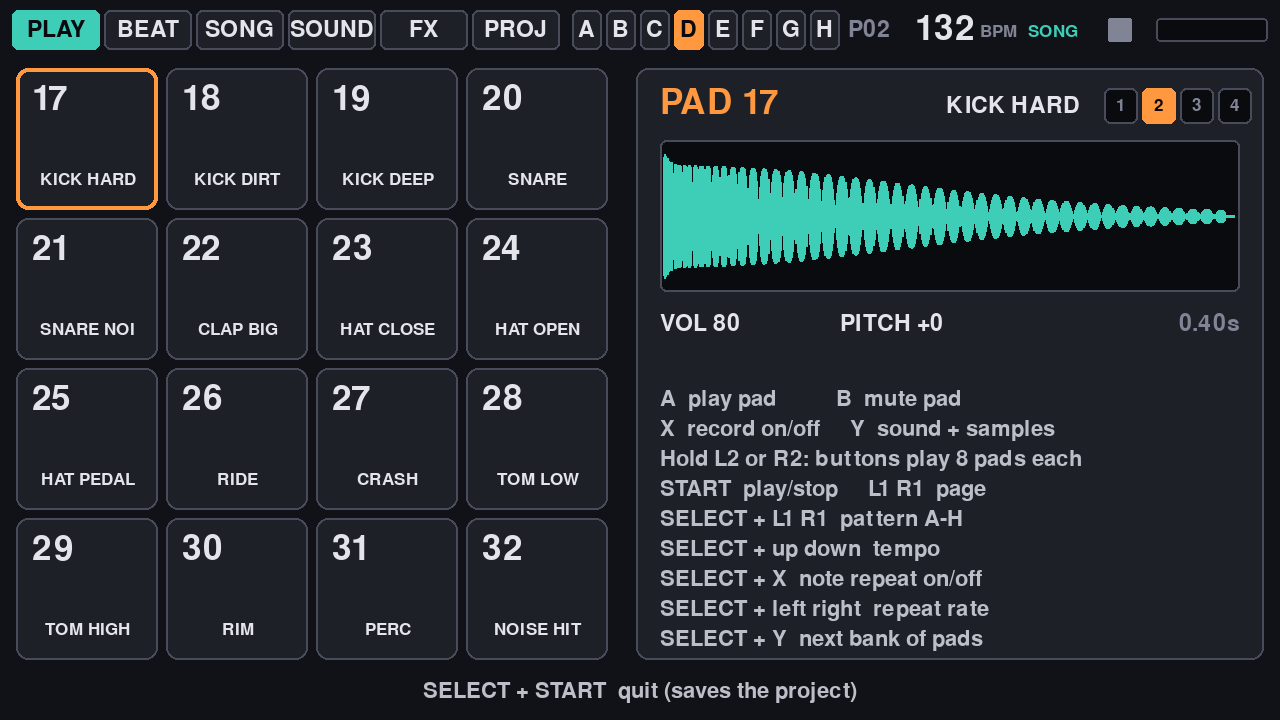 PLAY BEAT SONG SOUND FX PROJ A B C D E F G H P02 132 BPM SONG
17 18 19 20
KICK HARD KICK DIRT KICK DEEP SNARE
21 22 23 24
SNARE NOI CLAP BIG HAT CLOSE HAT OPEN
25 26 27 28
HAT PEDAL RIDE CRASH TOM LOW
29 30 31 32
TOM HIGH RIM PERC NOISE HIT
PAD 17 KICK HARD 1 2 3 4
VOL 80 PITCH +0 0.40s
A play pad B mute pad
X record on/off Y sound + samples
Hold L2 or R2: buttons play 8 pads each
START play/stop L1 R1 page
SELECT + L1 R1 pattern A-H
SELECT + up down tempo
SELECT + X note repeat on/off
SELECT + left right repeat rate
SELECT + Y next bank of pads
SELECT + START quit (saves the project)